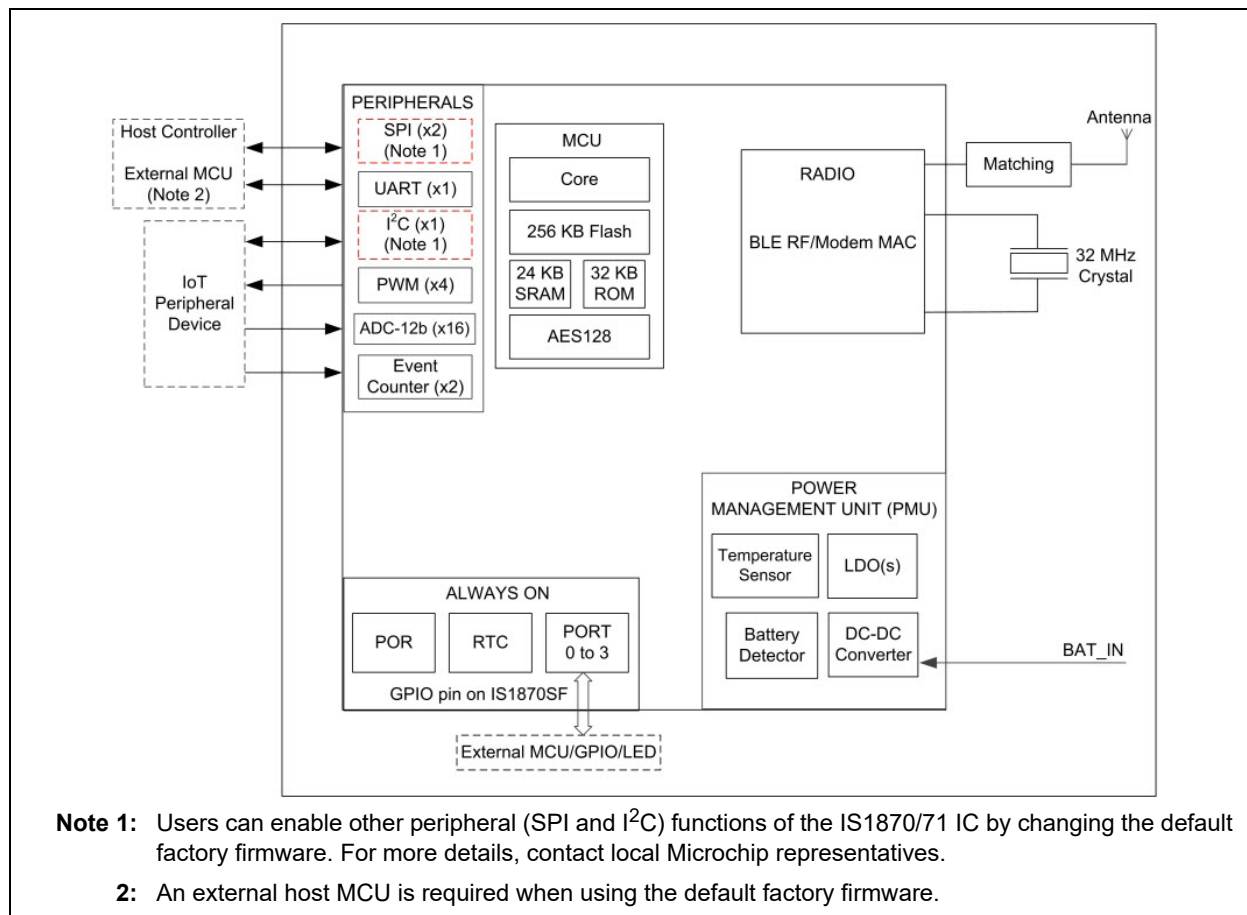 PERIPHERALS
SPI (x2)
(Note 1)
UART (x1)
I²C (x1)
(Note 1)
PWM (x4)
ADC-12b (x16)
Event
Counter (x2)
Host Controller
External MCU
(Note 2)
IoT
Peripheral
Device
MCU
Core
256 KB Flash
24 KB
SRAM
32 KB
ROM
AES128
RADIO
BLE RF/Modem MAC
Matching
Antenna
32 MHz
Crystal
POWER
MANAGEMENT UNIT (PMU)
Temperature
Sensor
LDO(s)
Battery
Detector
DC-DC
Converter
BAT_IN
ALWAYS ON
POR
RTC
PORT
0 to 3
GPIO pin on IS1870SF
External MCU/GPIO/LED
Note 1: Users can enable other peripheral (SPI and I²C) functions of the IS1870/71 IC by changing the default
factory firmware. For more details, contact local Microchip representatives.
2: An external host MCU is required when using the default factory firmware.